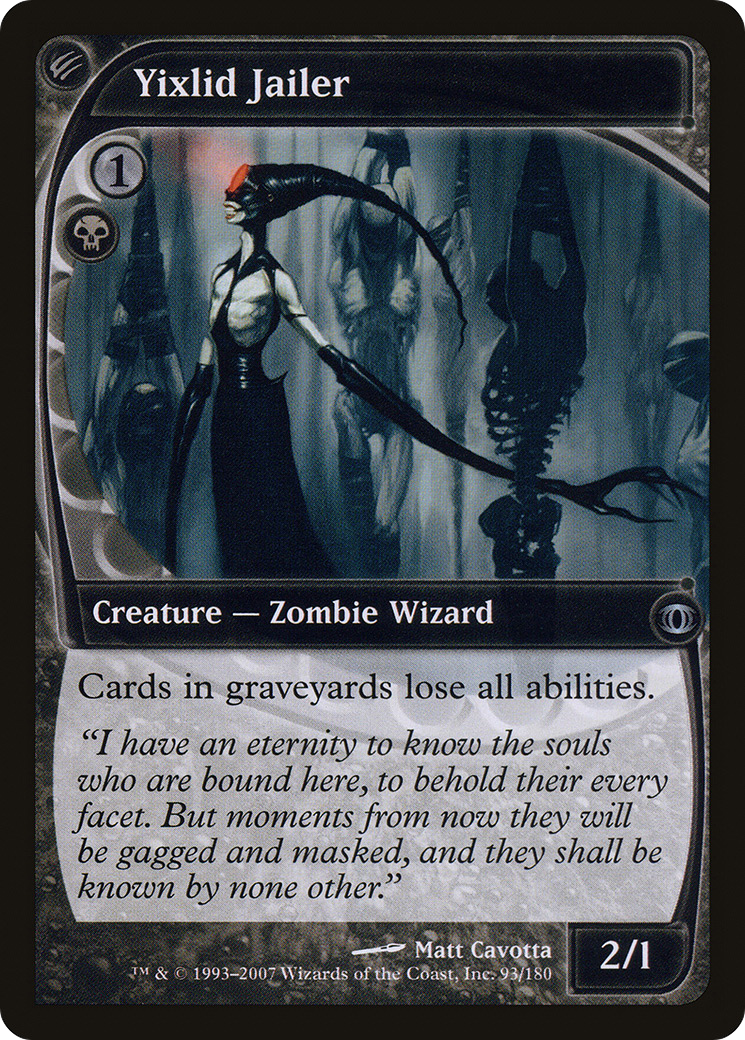 Yixlid Jailer
1
Creature — Zombie Wizard
Cards in graveyards lose all abilities.
“I have an eternity to know the souls
who are bound here, to behold their every
facet. But moments from now they will
be gagged and masked, and they shall be
known by none other.”
Matt Cavotta
™ & © 1993–2007 Wizards of the Coast, Inc. 93/180
2/1